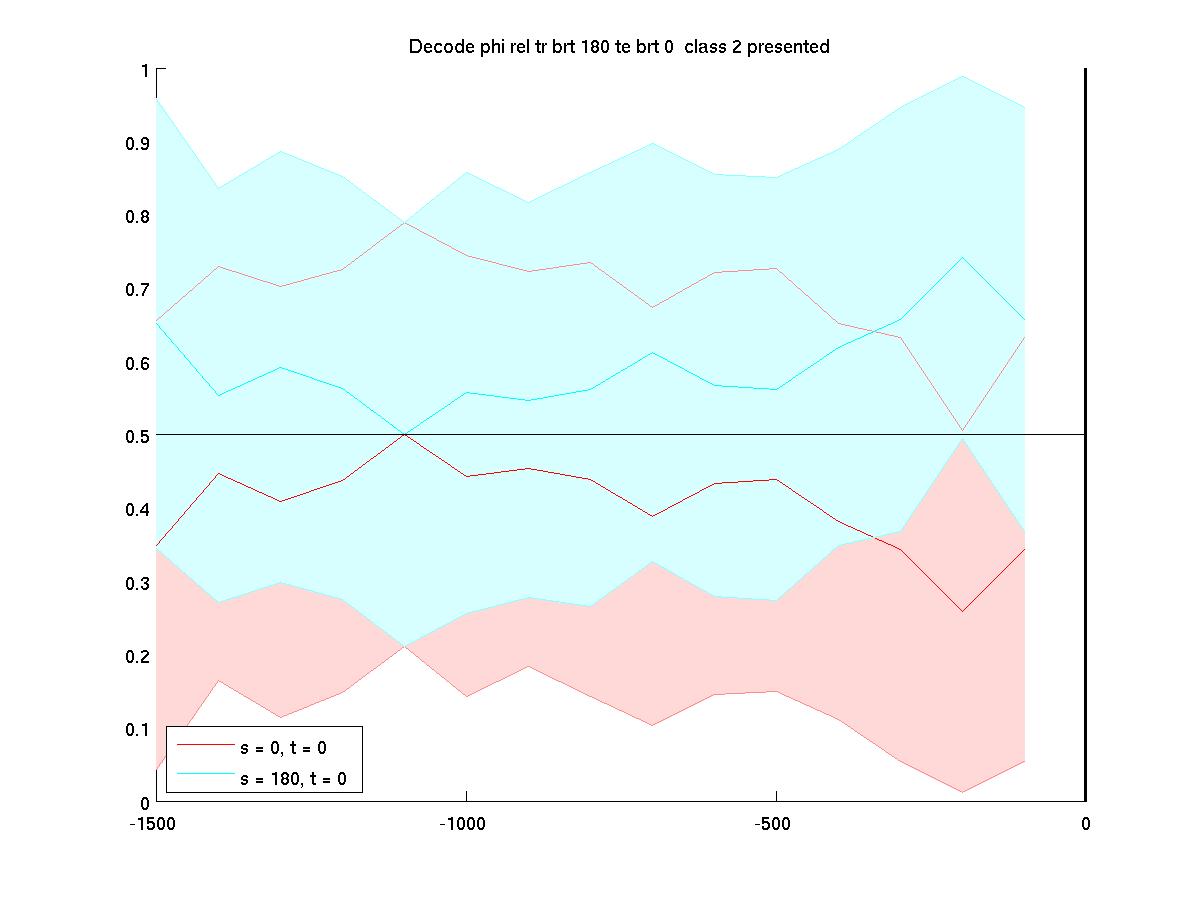 Decode phi rel tr brt 180 te brt 0 class 2 presented
1
0.9
0.8
0.7
0.6
0.5
0.4
0.3
0.2
0.1
0
s = 0, t = 0
s = 180, t = 0
-1500 -1000 -500 0